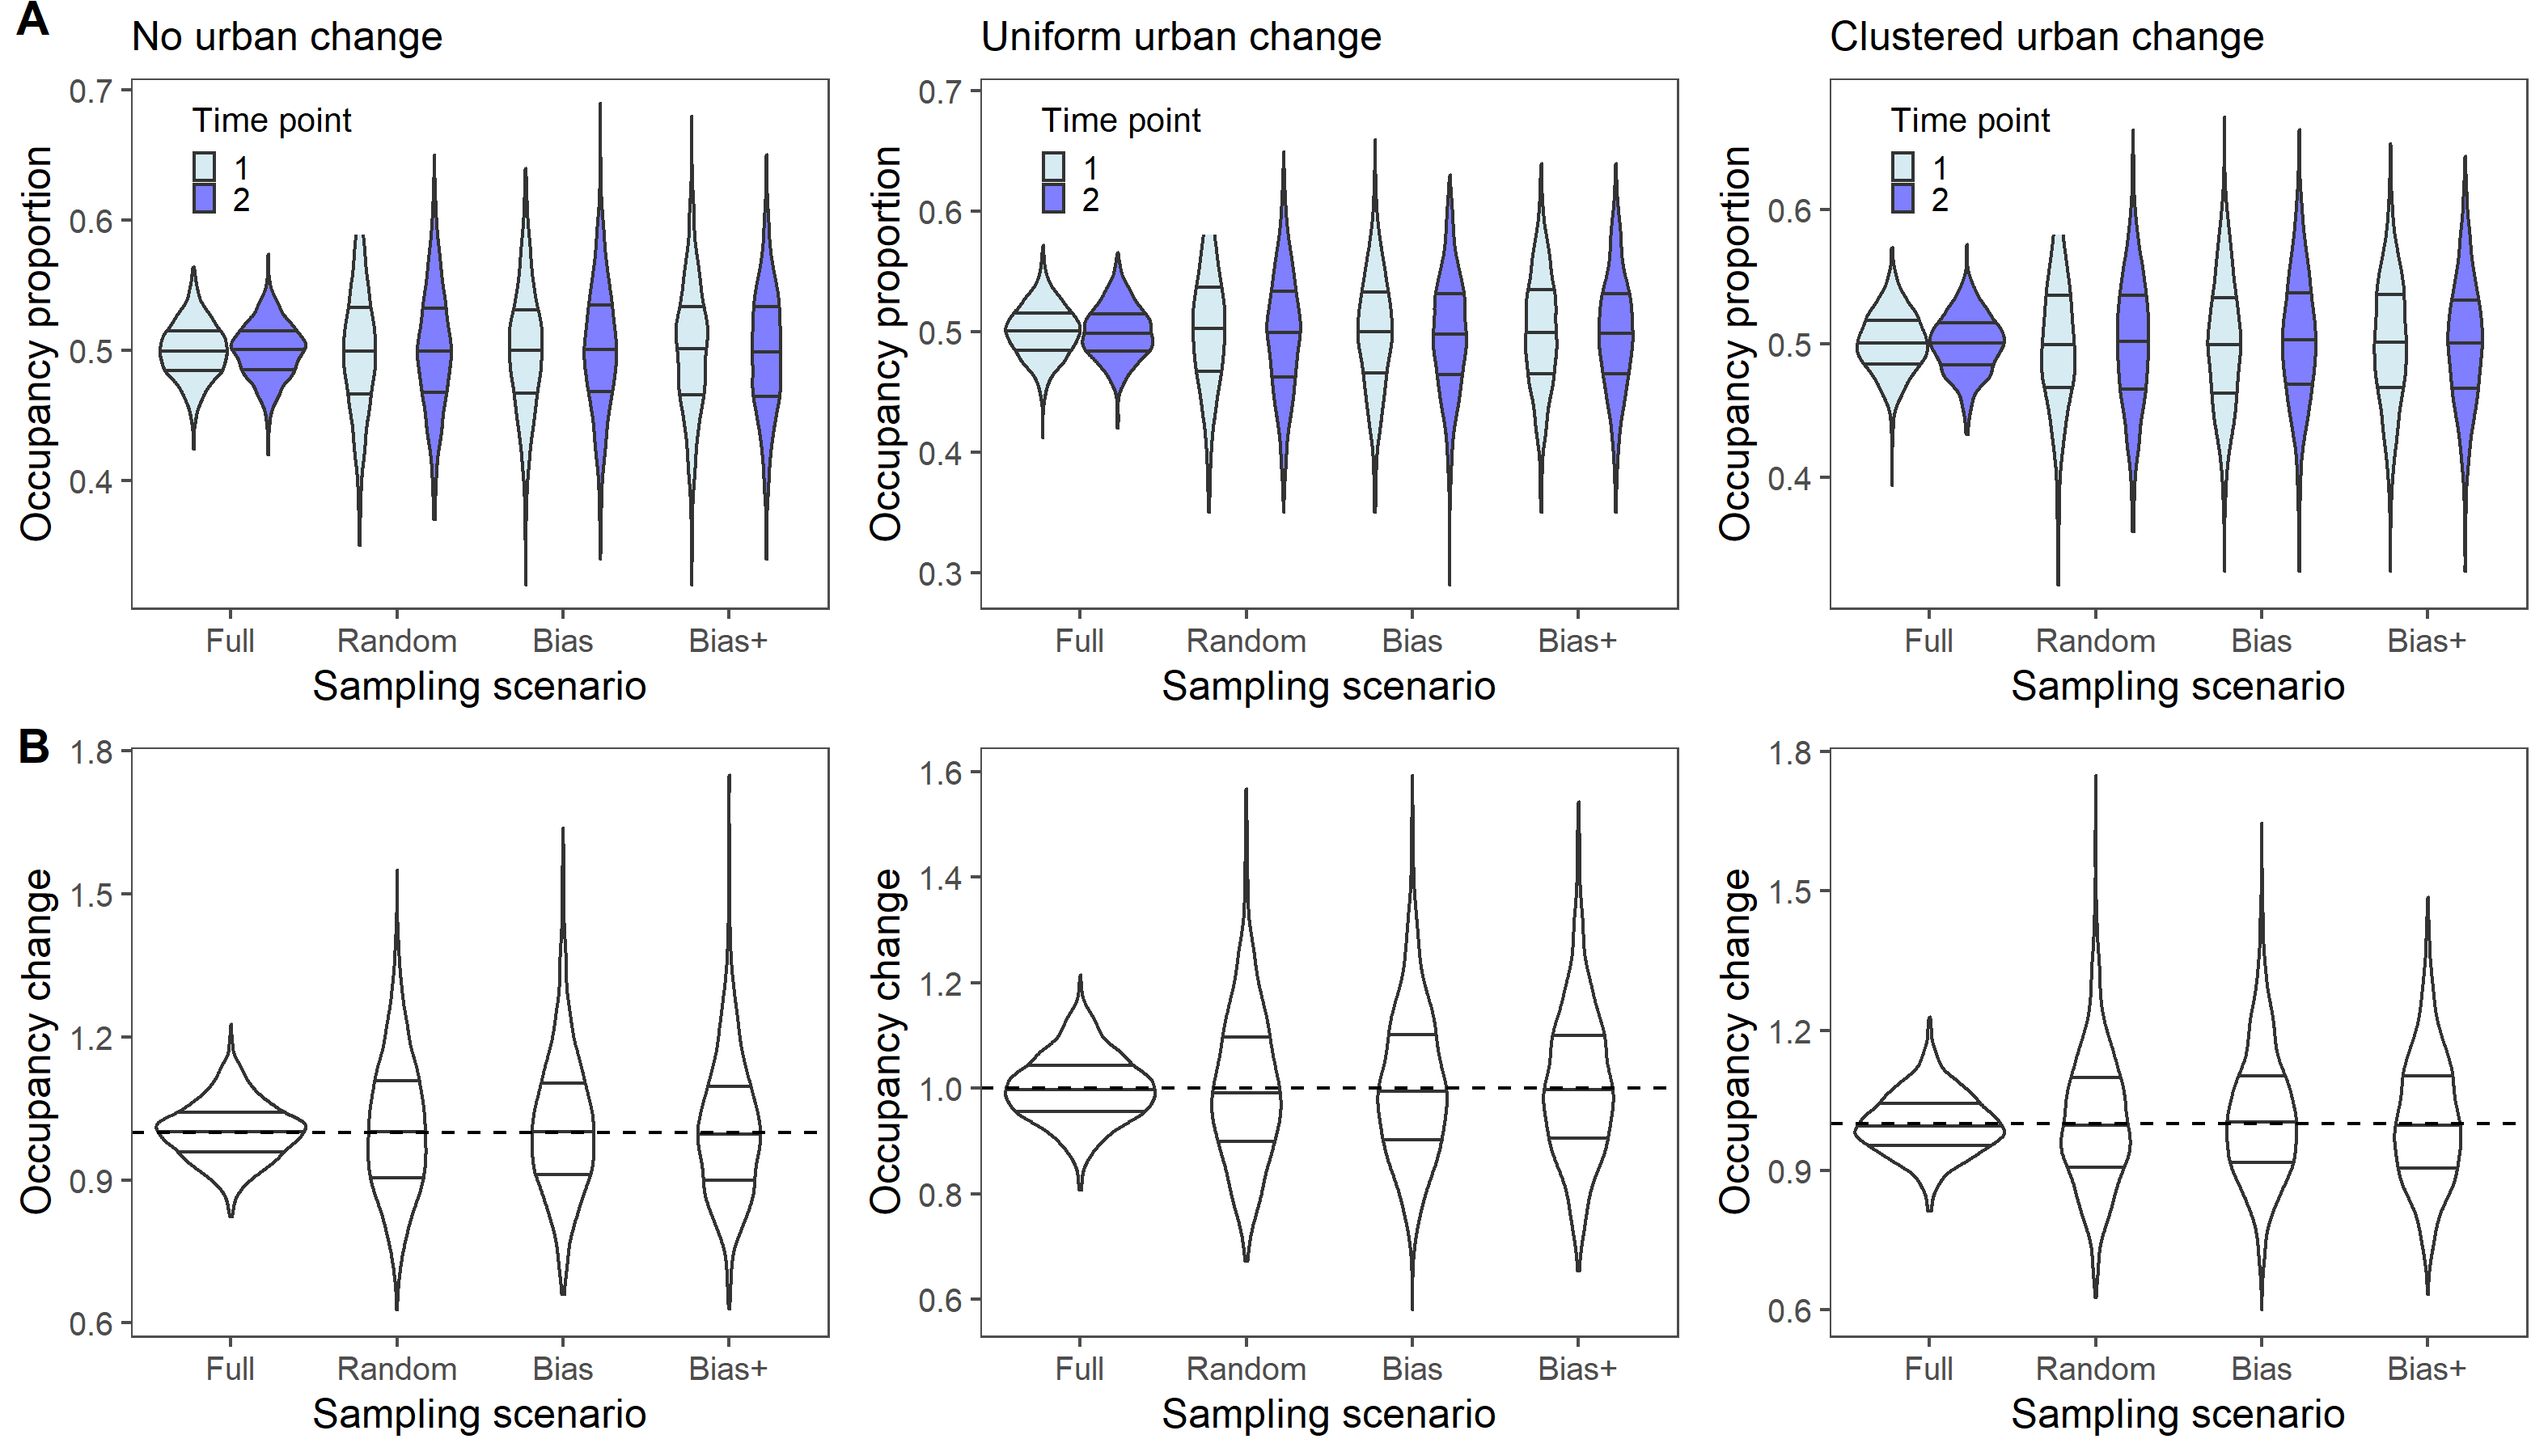 A
No urban change
Uniform urban change
Clustered urban change
Occupancy proportion
0.7
0.6
0.5
0.4
Time point
1
2
Full Random Bias Bias+
Sampling scenario
Occupancy proportion
0.7
0.6
0.5
0.4
0.3
Time point
1
2
Full Random Bias Bias+
Sampling scenario
Occupancy proportion
0.6
0.5
0.4
Time point
1
2
Full Random Bias Bias+
Sampling scenario
B
Occupancy change
1.8
1.5
1.2
0.9
0.6
Full Random Bias Bias+
Sampling scenario
Occupancy change
1.6
1.4
1.2
1.0
0.8
0.6
Full Random Bias Bias+
Sampling scenario
Occupancy change
1.8
1.5
1.2
0.9
0.6
Full Random Bias Bias+
Sampling scenario